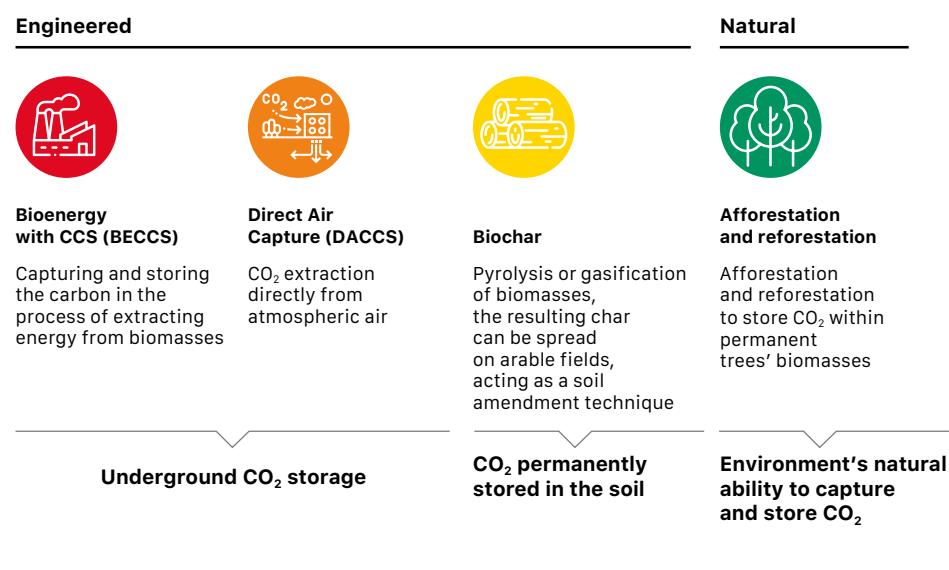 Engineered
Natural
CO₂
Bioenergy
with CCS (BECCS)
Capturing and storing
the carbon in the
process of extracting
energy from biomasses
Direct Air
Capture (DACCS)
CO₂ extraction
directly from
atmospheric air
Biochar
Pyrolysis or gasification
of biomasses,
the resulting char
can be spread
on arable fields,
acting as a soil
amendment technique
Afforestation
and reforestation
Afforestation
and reforestation
to store CO₂ within
permanent
trees’ biomasses
Underground CO₂ storage
CO₂ permanently
stored in the soil
Environment’s natural
ability to capture
and store CO₂